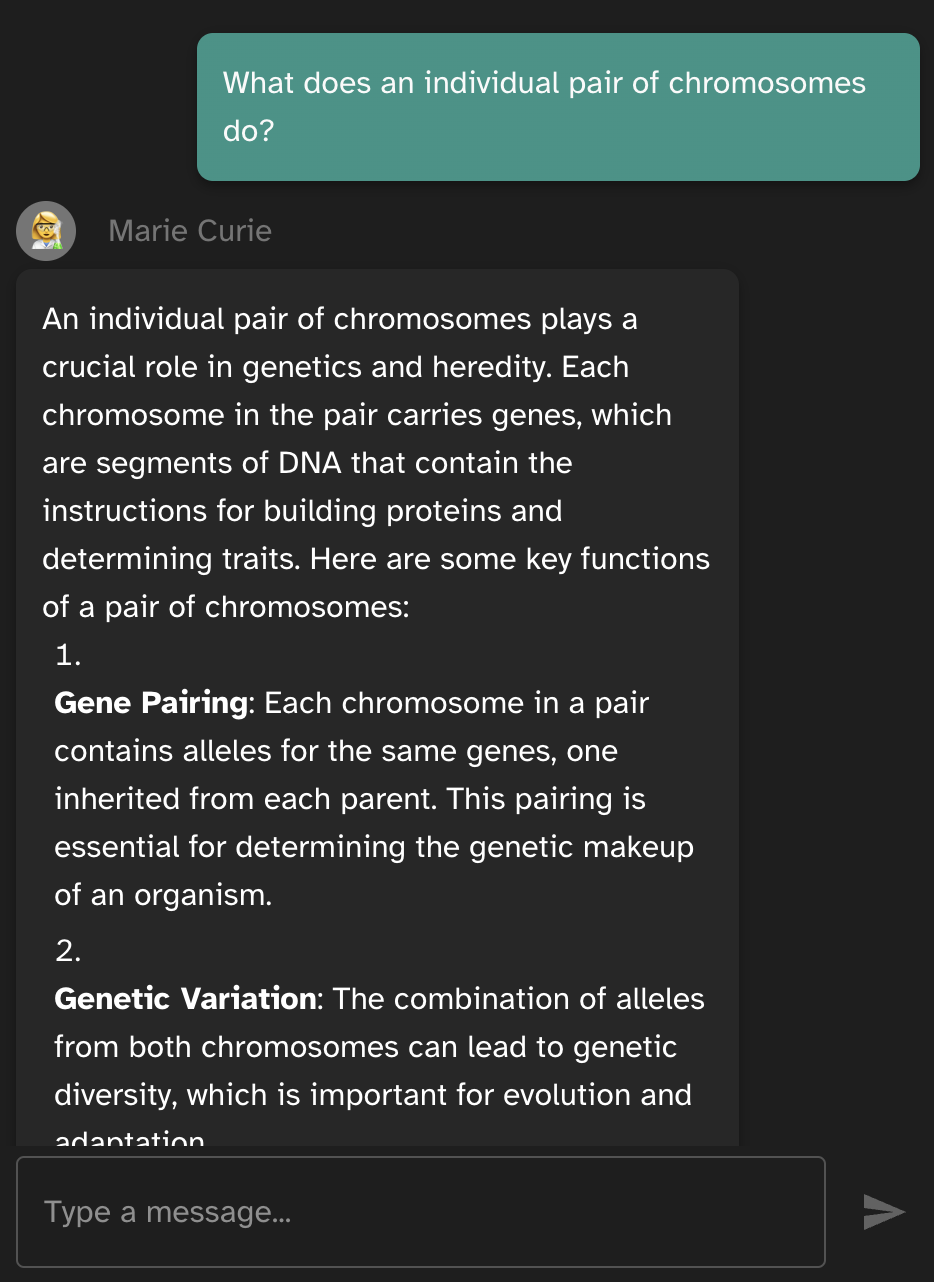 What does an individual pair of chromosomes
do?
Marie Curie
An individual pair of chromosomes plays a
crucial role in genetics and heredity. Each
chromosome in the pair carries genes, which
are segments of DNA that contain the
instructions for building proteins and
determining traits. Here are some key functions
of a pair of chromosomes:
1.
Gene Pairing: Each chromosome in a pair
contains alleles for the same genes, one
inherited from each parent. This pairing is
essential for determining the genetic makeup
of an organism.
2.
Genetic Variation: The combination of alleles
from both chromosomes can lead to genetic
diversity, which is important for evolution and
adaptation
Type a message...